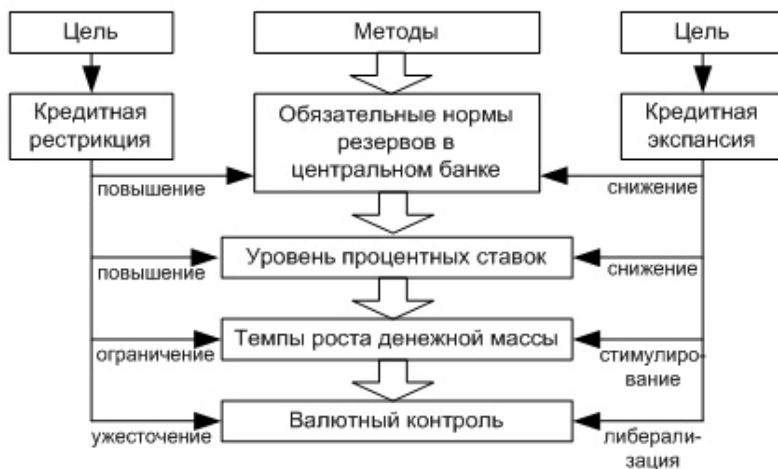 Цель
Методы
Цель
Кредитная
рестрикция
Обязательные нормы
резервов в
центральном банке
Кредитная
экспансия
повышение
снижение
Уровень процентных ставок
повышение
снижение
Темпы роста денежной массы
ограничение
стимулиро-
вание
Валютный контроль
ужесточение
либерали-
зация